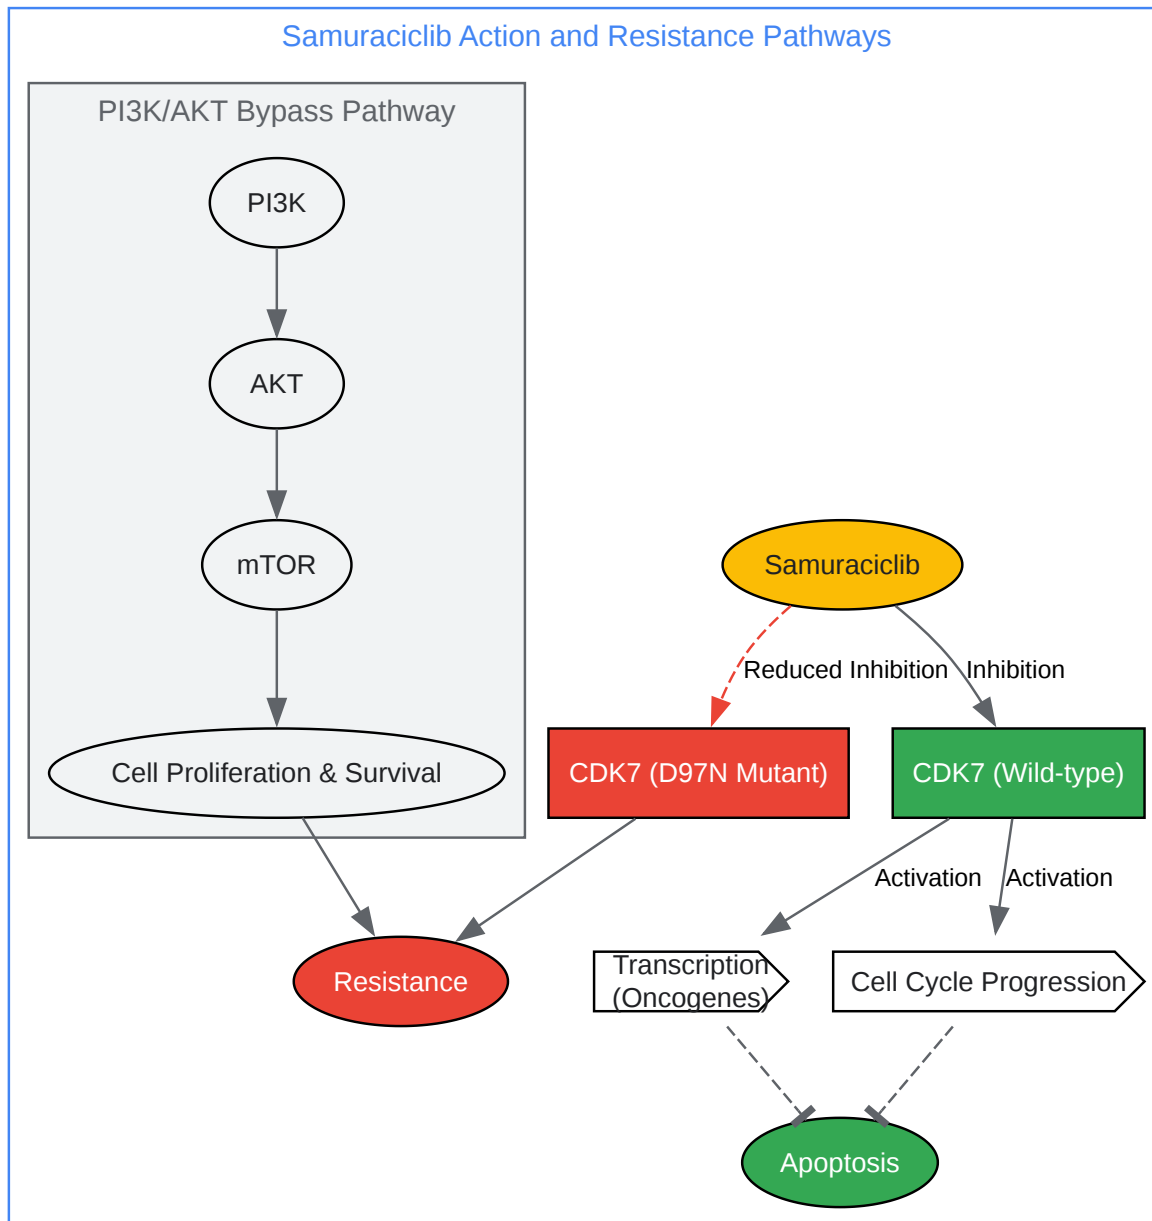 Samuraciclib Action and Resistance Pathways
PI3K/AKT Bypass Pathway
PI3K
AKT
mTOR
Samuraciclib
Reduced Inhibition
Inhibition
Cell Proliferation & Survival
CDK7 (D97N Mutant)
CDK7 (Wild-type)
Activation
Activation
Resistance
Transcription
(Oncogenes)
Cell Cycle Progression
Apoptosis